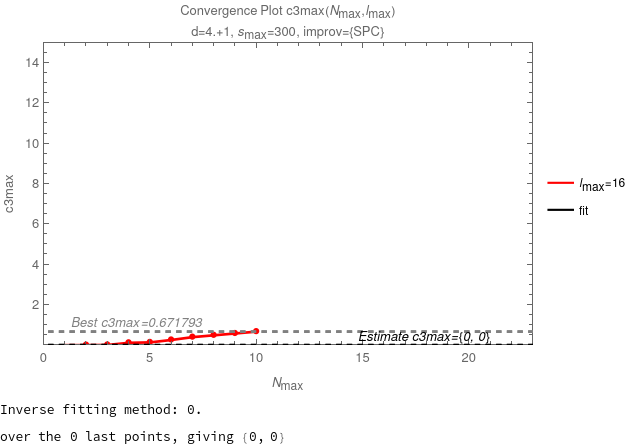 Convergence Plot c3max(Nmax,lmax)
d=4.+1, smax=300, improv={SPC}
14
12
10
8
6
4
2
c3max
lmax=16
fit
Best c3max=0.671793
Estimate c3max={0, 0}
0
5
10
15
20
Nmax
Inverse fitting method: 0.
over the 0 last points, giving {0, 0}